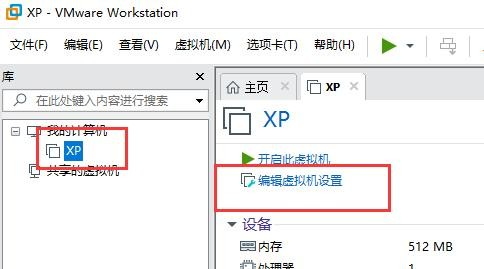 XP - VMware Workstation
文件(F) 编辑(E) 查看(V) 虚拟机(M) 选项卡(T) 帮助(H)
库
在此处键入内容进行搜索
我的计算机
XP
共享的虚拟机
主页
XP
XP
开启此虚拟机
编辑虚拟机设置
设备
内存 512 MB
处理器 1